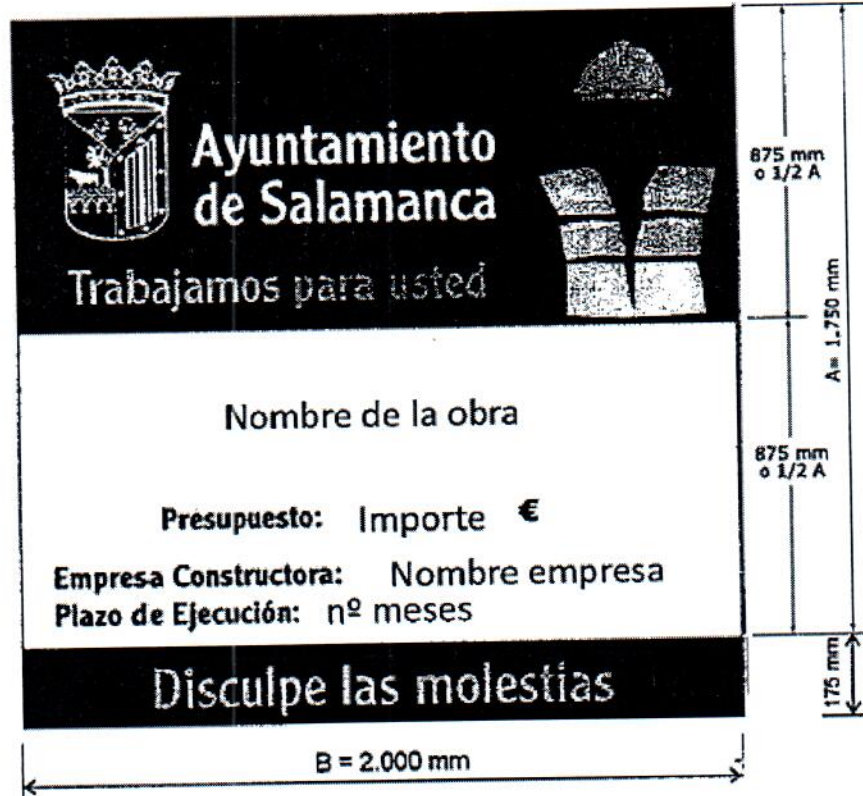 Ayuntamiento
de Salamanca
Trabajamos para usted
Nombre de la obra
Presupuesto: Importe €
Empresa Constructora: Nombre empresa
Plazo de Ejecución: nº meses
Disculpe las molestias
875 mm
o 1/2 A
875 mm
o 1/2 A
A= 1.750 mm
175 mm
B = 2.000 mm